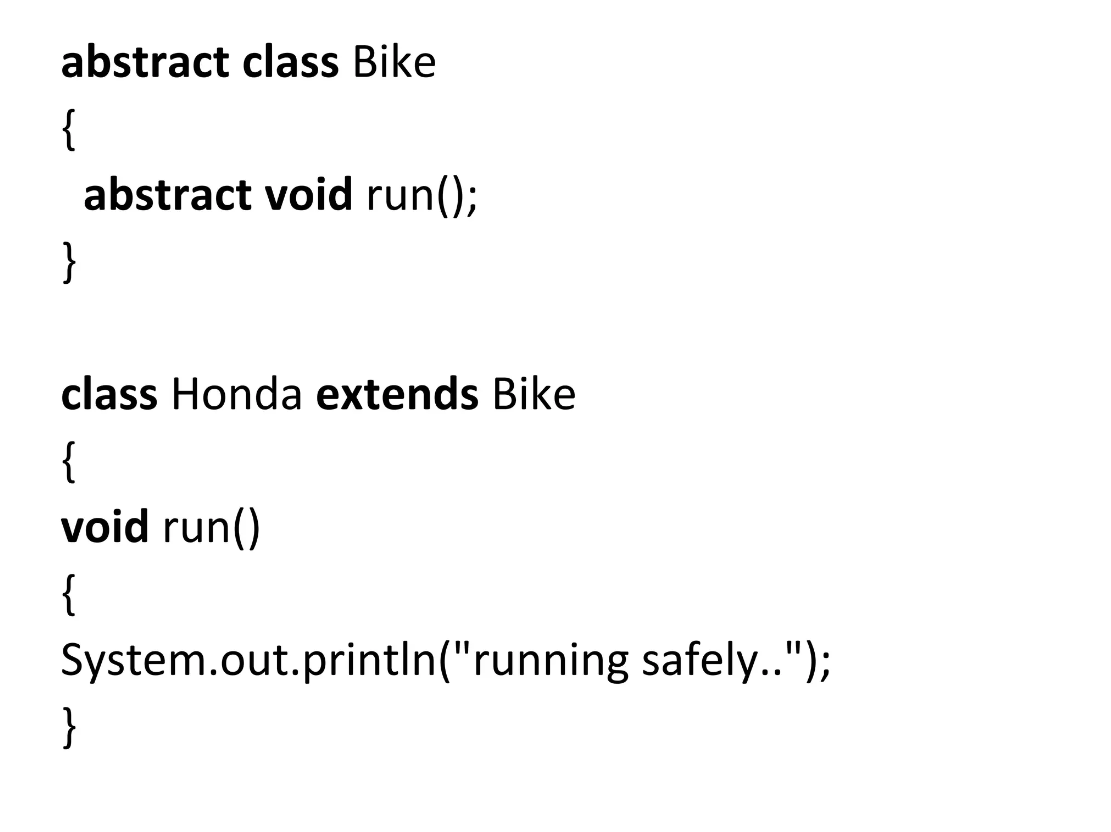 abstract class Bike
{
abstract void run();
}
class Honda extends Bike
{
void run()
{
System.out.println("running safely..");
}